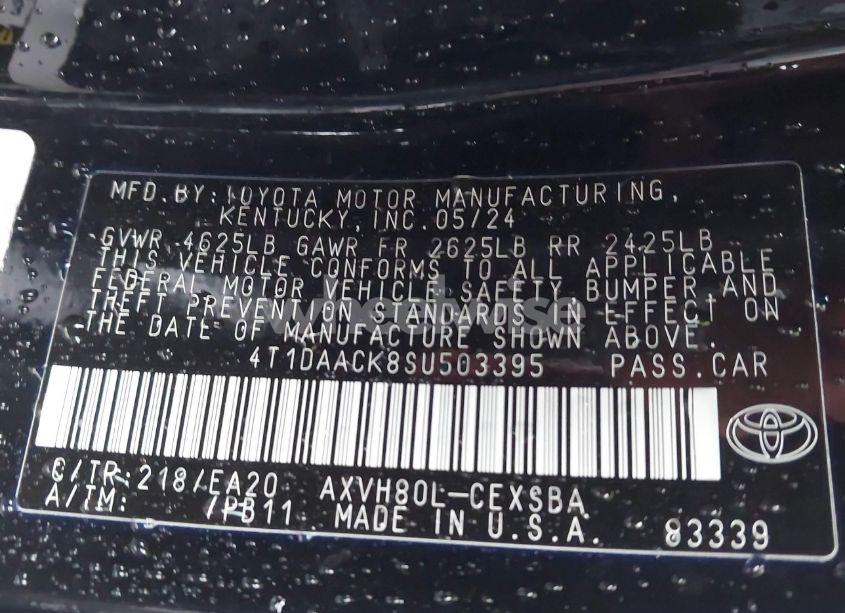 MFD. BY: TOYOTA MOTOR MANUFACTURING,
KENTUCKY, INC. 05/24
GVWR 4625LB GAWR FR 2625LB RR 2425LB
THIS VEHICLE CONFORMS TO ALL APPLICABLE
FEDERAL MOTOR VEHICLE SAFETY BUMPER AND
THEFT PREVENTION STANDARDS IN EFFECT ON
THE DATE OF MANUFACTURE SHOWN ABOVE.
4T1DAACK8SU503395 PASS.CAR
C/TR: 218/EA20 AXVH80L-CEXSBA
A/TM: /PB11 MADE IN U.S.A. 83339
wheelwise